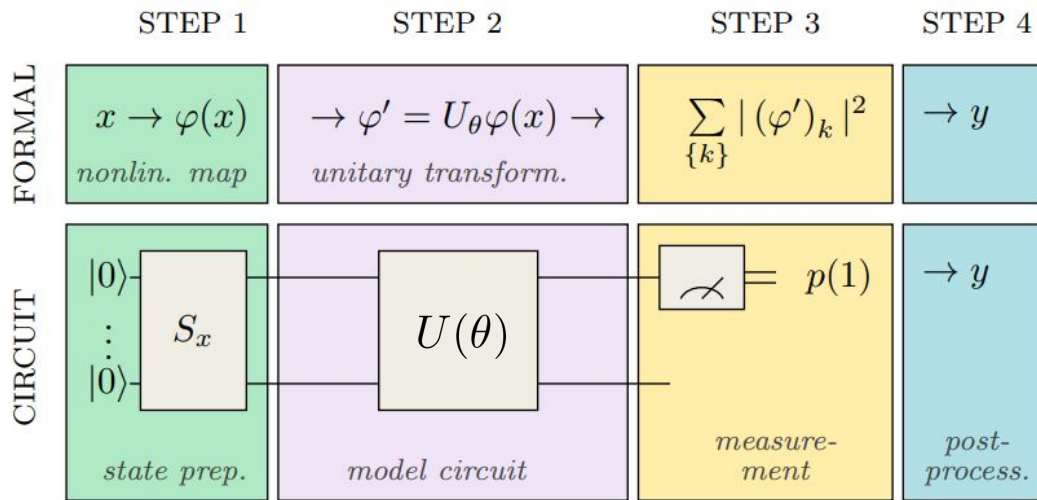 STEP 1 STEP 2 STEP 3 STEP 4
FORMAL
x → φ(x) → φ′ = U_θφ(x) → ∑_{k} | (φ′)_k |² → y
nonlin. map unitary transform.
CIRCUIT
|0⟩ S_x U(θ) p(1) → y
⋮
|0⟩
state prep. model circuit measure-
ment post-
process.